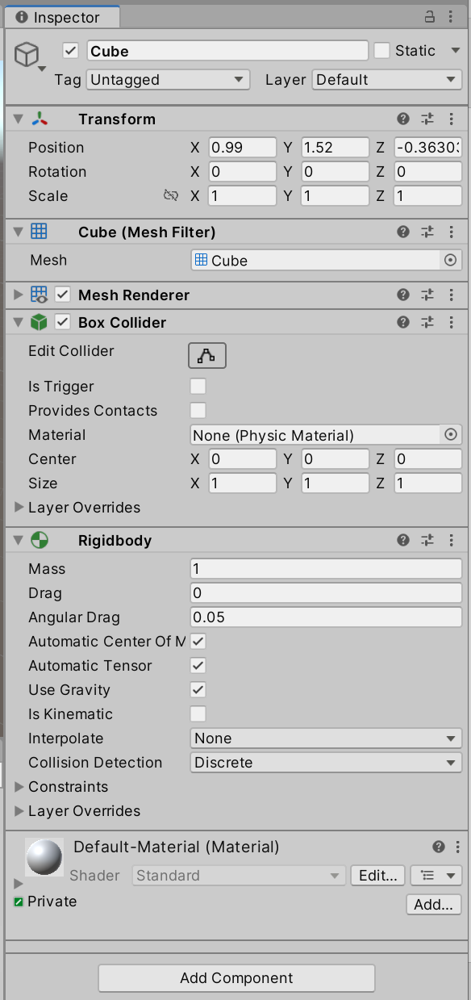 Inspector
Cube Static
Tag Untagged Layer Default
Transform
Position X 0.99 Y 1.52 Z -0.3630
Rotation X 0 Y 0 Z 0
Scale X 1 Y 1 Z 1
Cube (Mesh Filter)
Mesh Cube
Mesh Renderer
Box Collider
Edit Collider
Is Trigger
Provides Contacts
Material None (Physic Material)
Center X 0 Y 0 Z 0
Size X 1 Y 1 Z 1
Layer Overrides
Rigidbody
Mass 1
Drag 0
Angular Drag 0.05
Automatic Center Of M
Automatic Tensor
Use Gravity
Is Kinematic
Interpolate None
Collision Detection Discrete
Constraints
Layer Overrides
Default-Material (Material)
Shader Standard Edit...
Private
Add...
Add Component